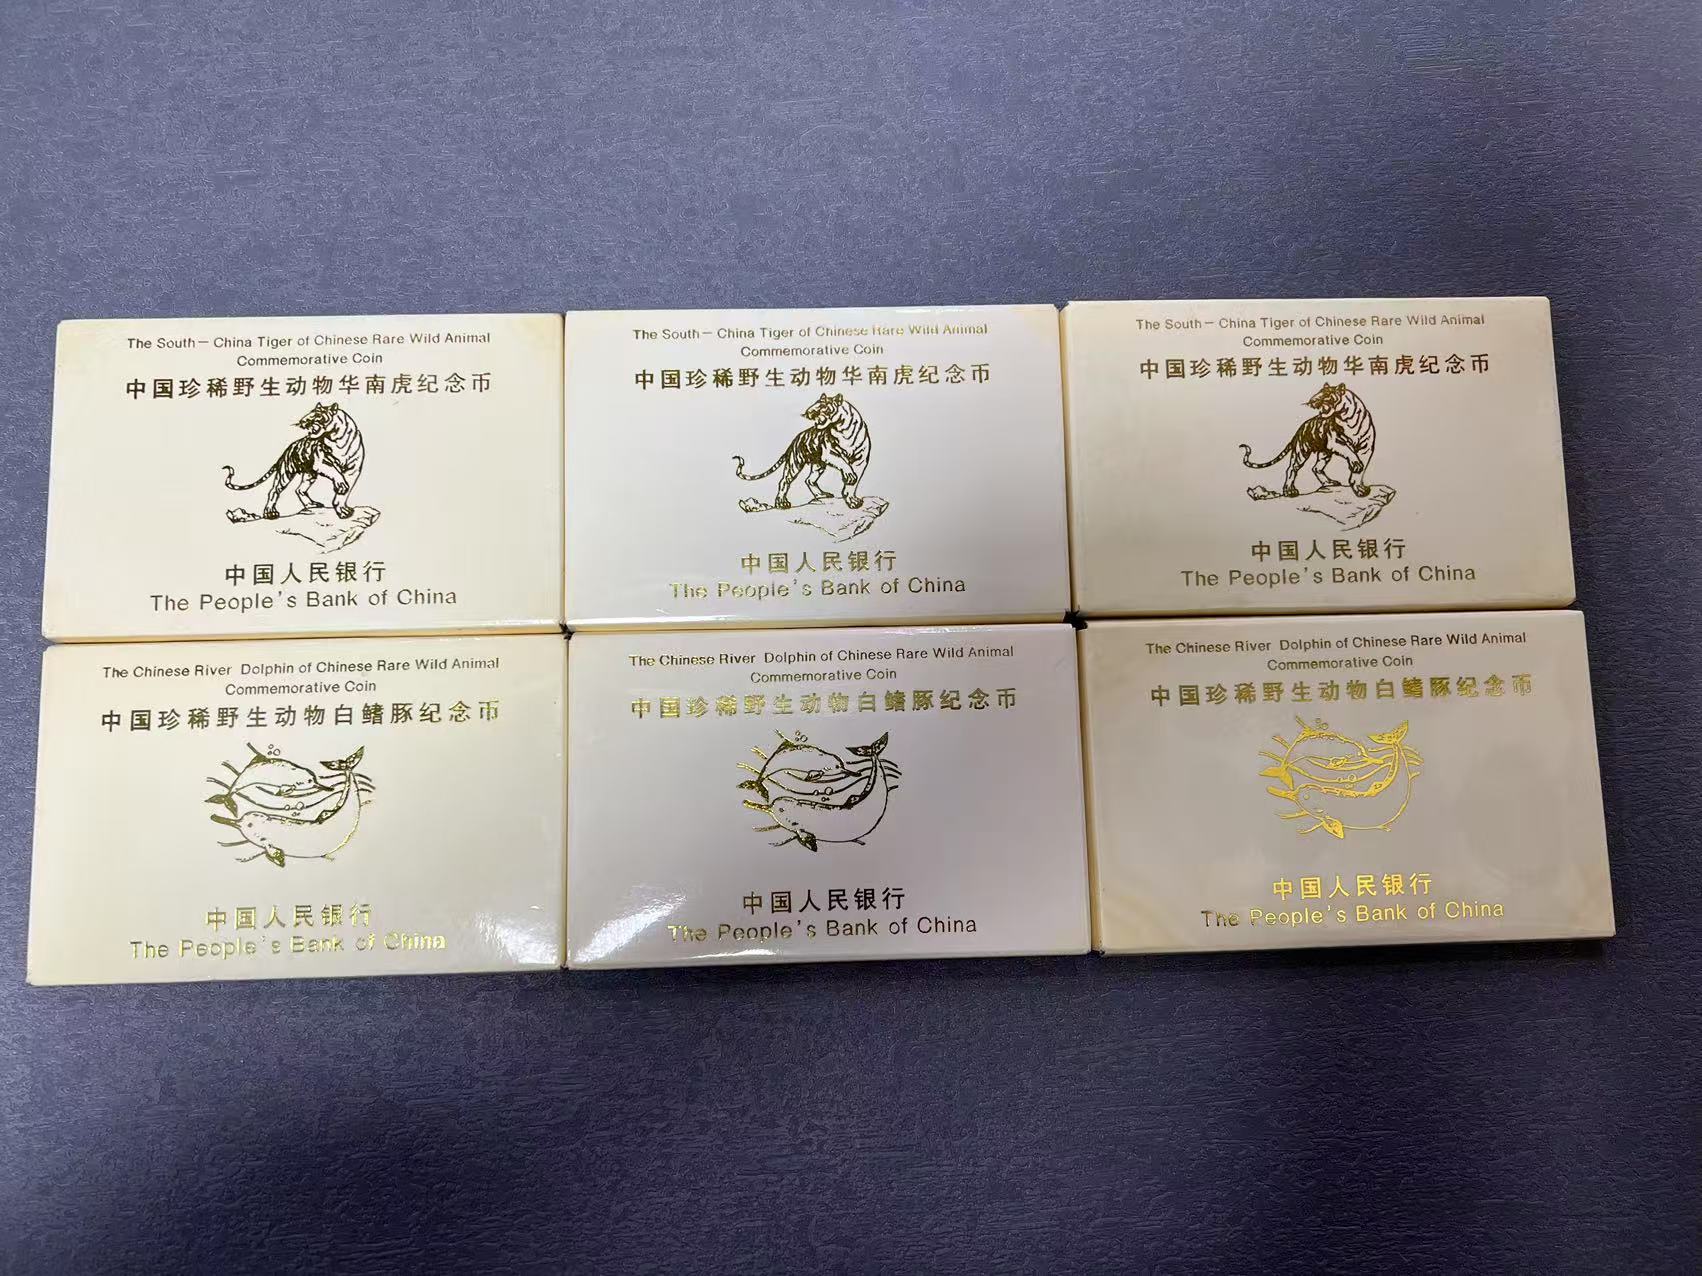 The South－China Tiger of Chinese Rare Wild Animal
Commemorative Coin
中国珍稀野生动物华南虎纪念币
中国人民银行
The People's Bank of China
The South－China Tiger of Chinese Rare Wild Animal
Commemorative Coin
中国珍稀野生动物华南虎纪念币
中国人民银行
The People's Bank of China
The South－China Tiger of Chinese Rare Wild Animal
Commemorative Coin
中国珍稀野生动物华南虎纪念币
中国人民银行
The People's Bank of China
The Chinese River Dolphin of Chinese Rare Wild Animal
Commemorative Coin
中国珍稀野生动物白鳍豚纪念币
中国人民银行
The People's Bank of China
The Chinese River Dolphin of Chinese Rare Wild Animal
Commemorative Coin
中国珍稀野生动物白鳍豚纪念币
中国人民银行
The People's Bank of China
The Chinese River Dolphin of Chinese Rare Wild Animal
Commemorative Coin
中国珍稀野生动物白鳍豚纪念币
中国人民银行
The People's Bank of China